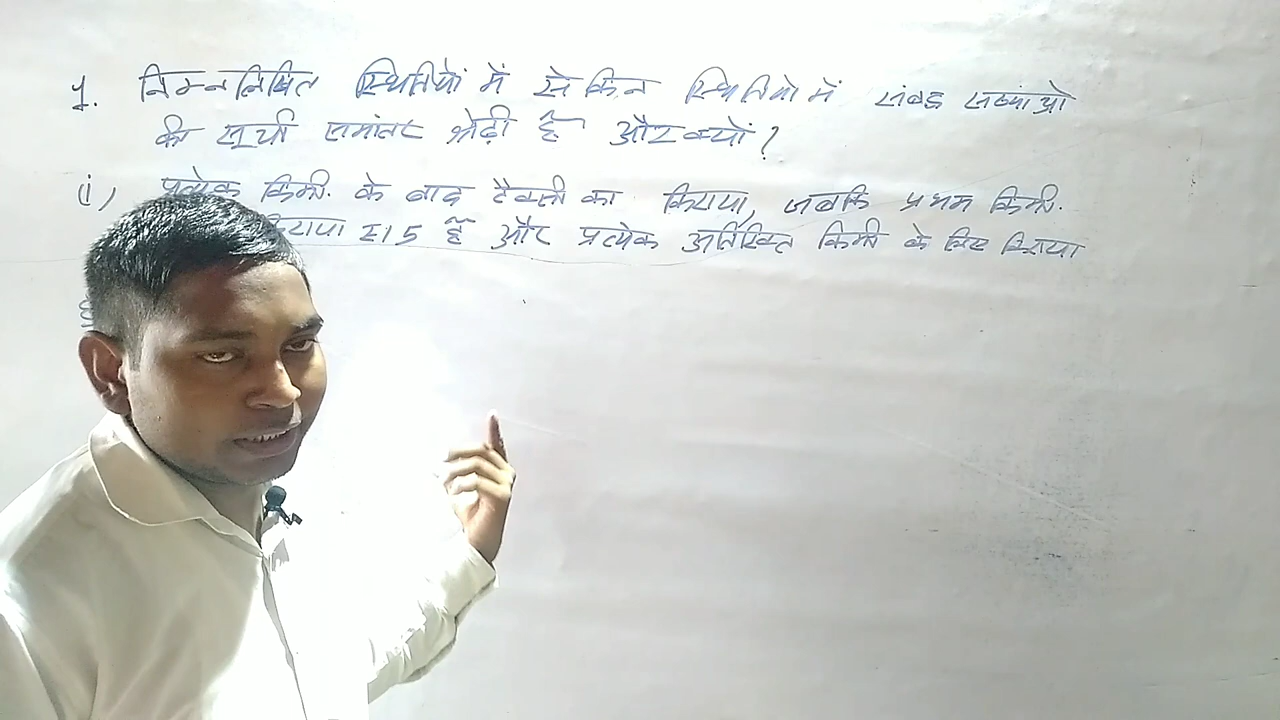 1. निम्नलिखित स्थितियों में से किन स्थितियो में संबद्ध संख्याओ
की सूची समांतर श्रेढ़ी है और क्यों?
(i) प्रत्येक किमी. के बाद टैक्सी का किराया, जबकि प्रथम किमी.
किराया ₹15 है और प्रत्येक अतिरिक्त किमी के लिए किराया